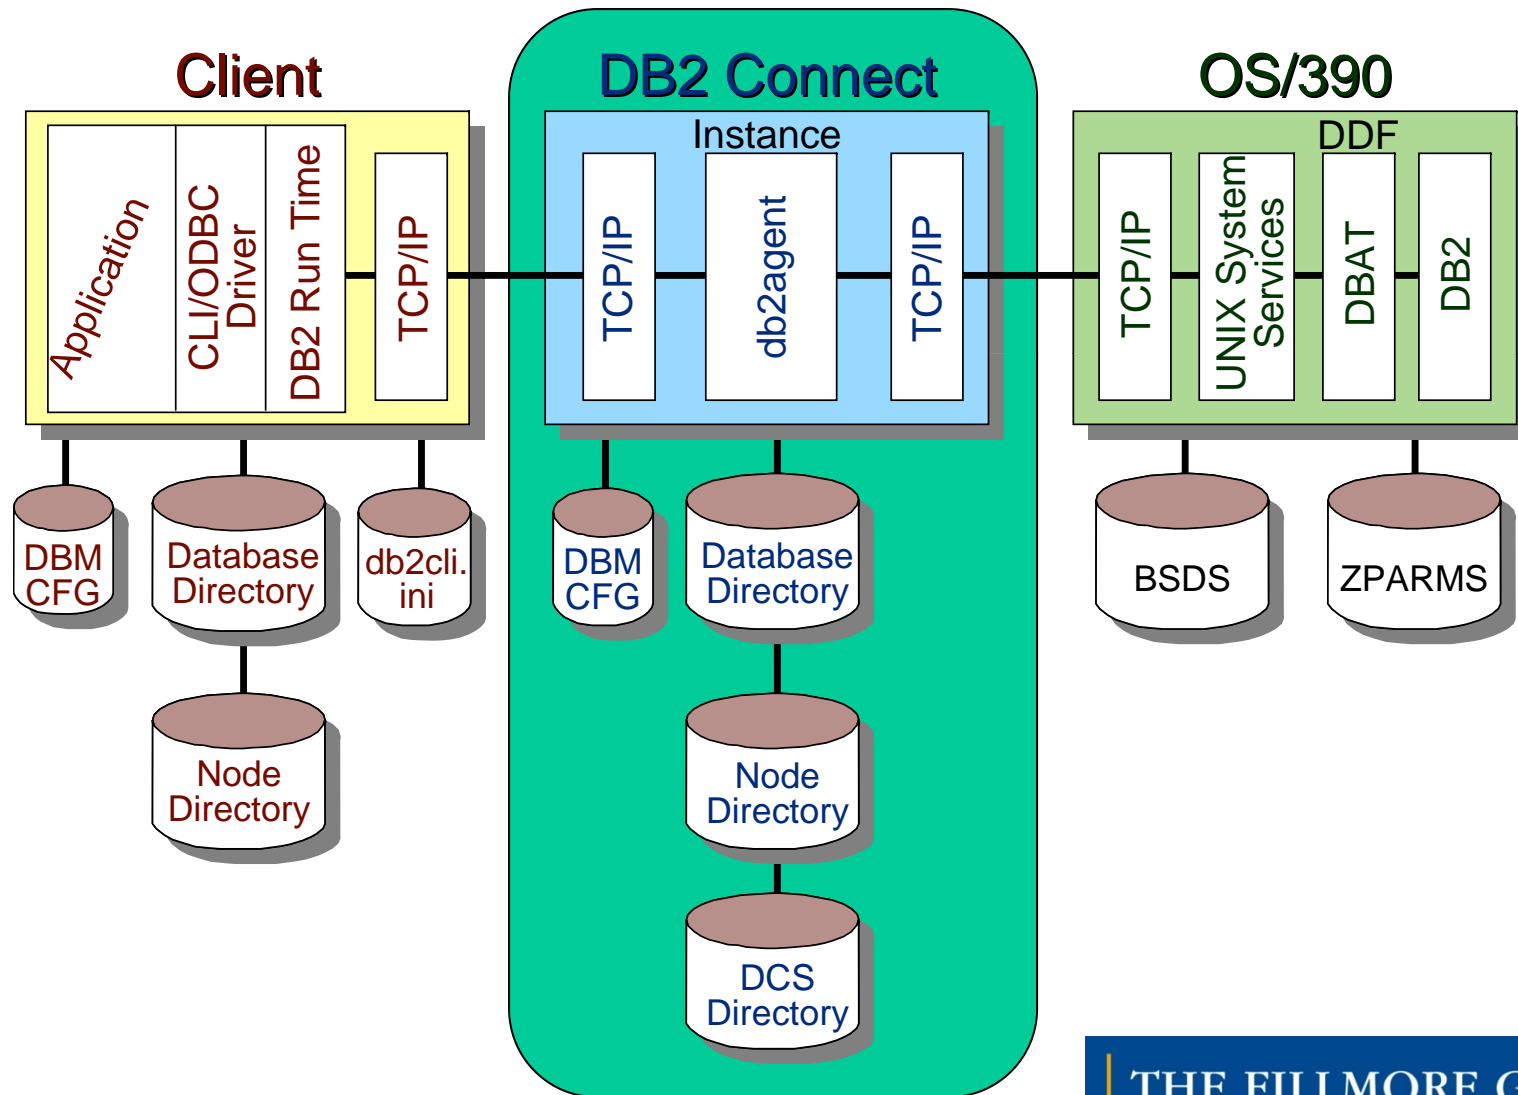 Client
DB2 Connect
OS/390
Instance
DDF
Application
CLI/ODBC
Driver
DB2 Run Time
TCP/IP
TCP/IP
db2agent
TCP/IP
TCP/IP
UNIX System
Services
DBAT
DB2
DBM
CFG
Database
Directory
db2cli.
ini
DBM
CFG
Database
Directory
BSDS
ZPARMS
Node
Directory
Node
Directory
DCS
Directory
THE FILLMORE